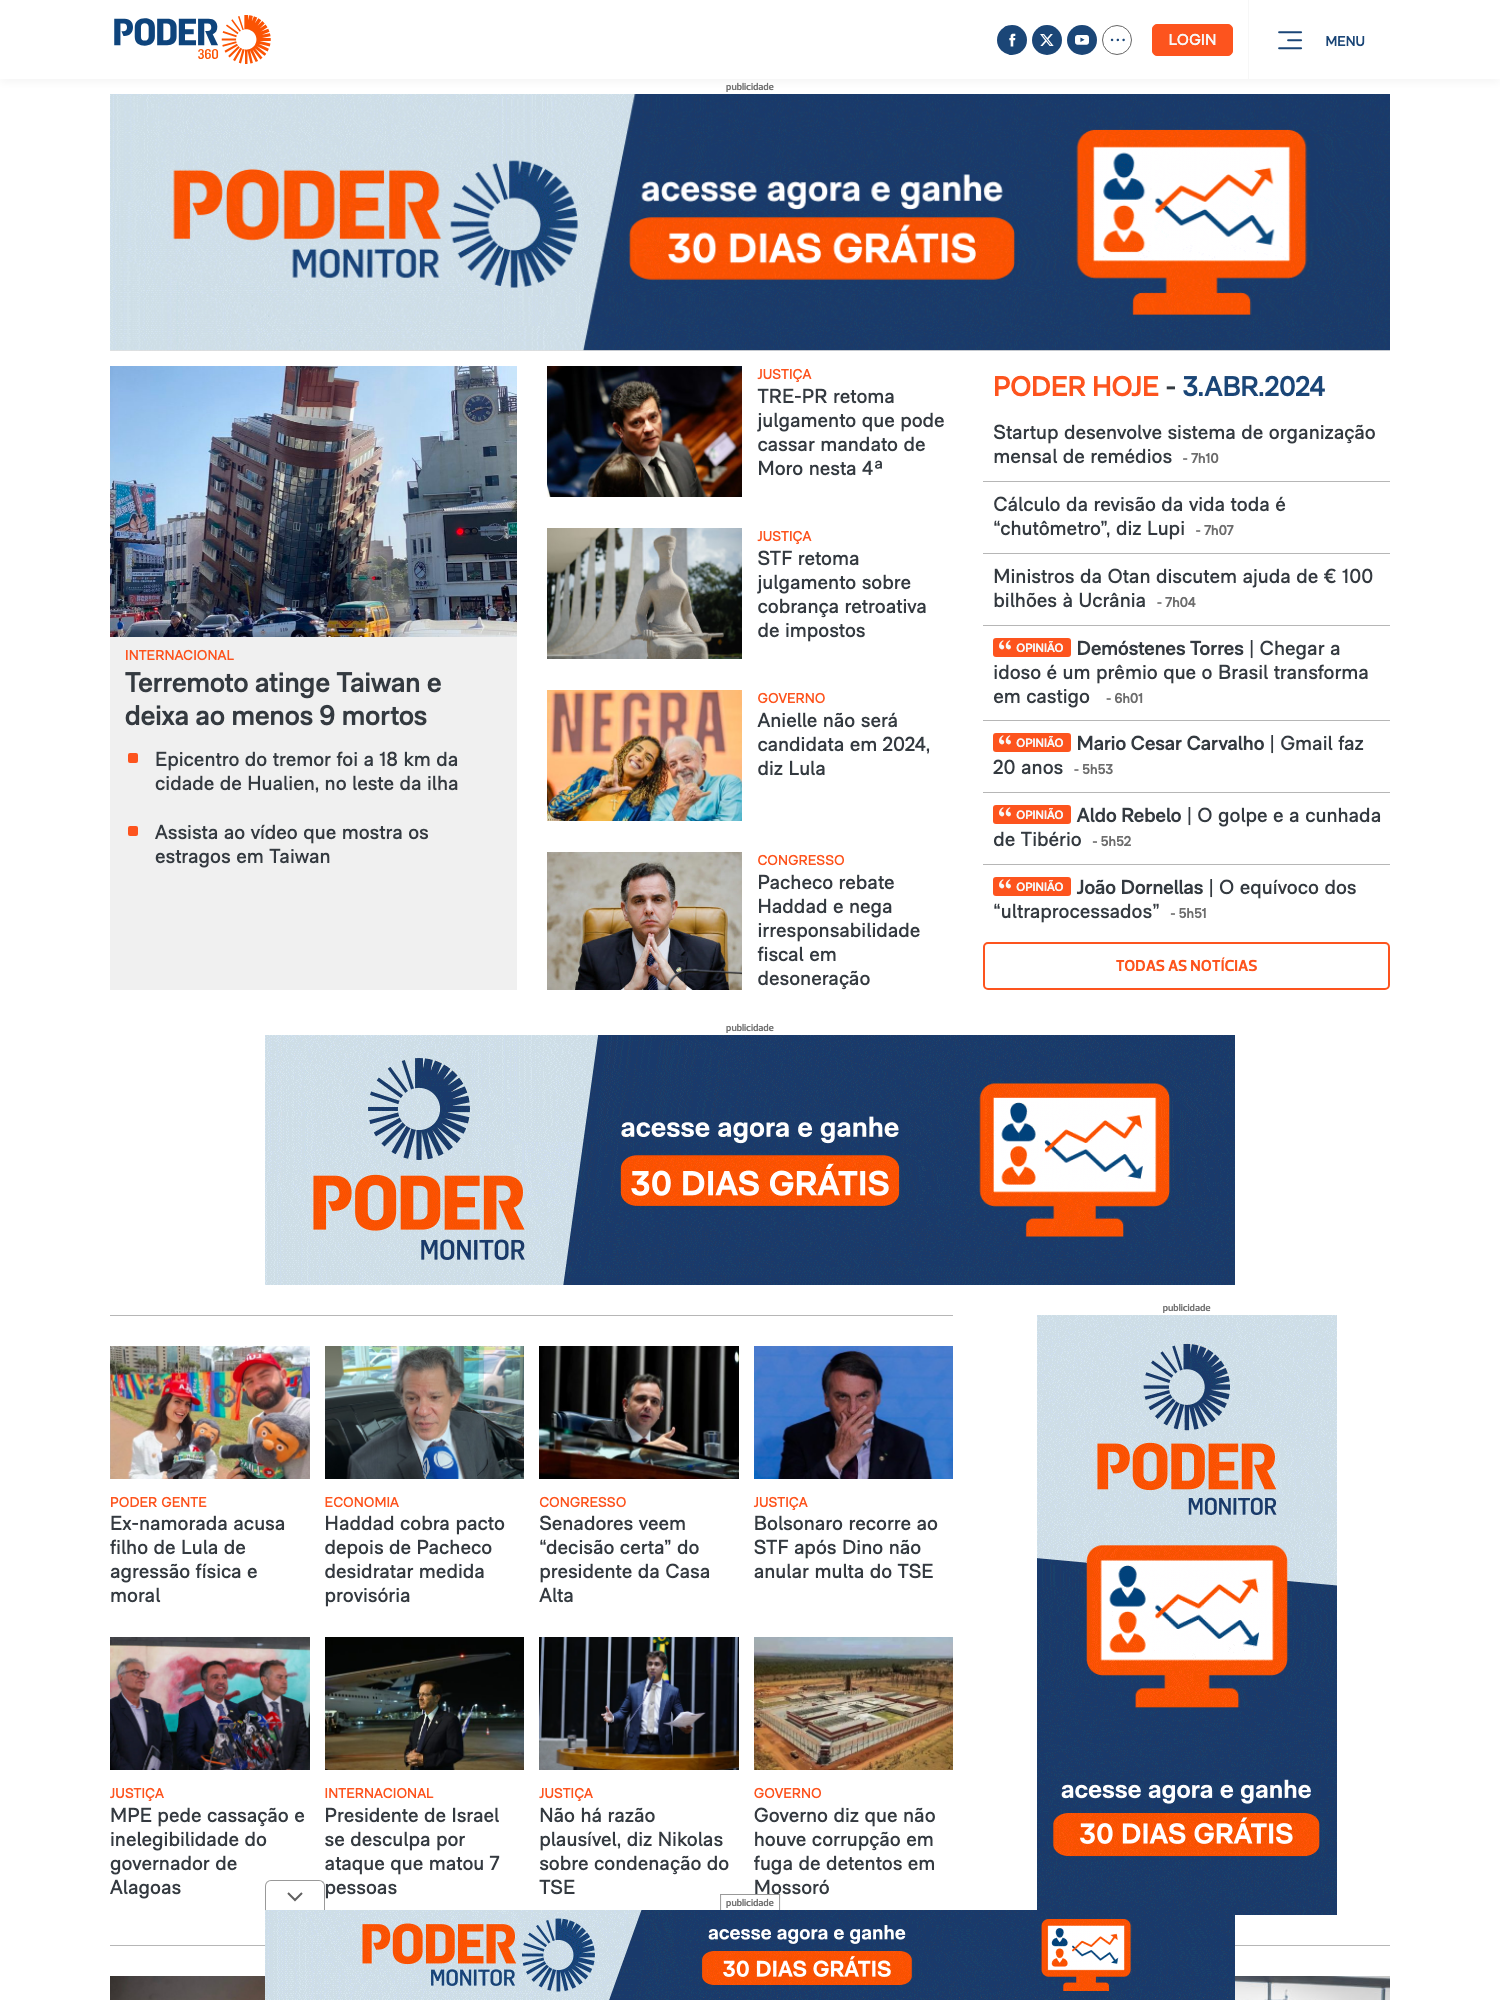 PODER
360
LOGIN
MENU
publicidade
PODER
MONITOR
acesse agora e ganhe
30 DIAS GRÁTIS
INTERNACIONAL
Terremoto atinge Taiwan e
deixa ao menos 9 mortos
Epicentro do tremor foi a 18 km da
cidade de Hualien, no leste da ilha
Assista ao vídeo que mostra os
estragos em Taiwan
JUSTIÇA
TRE-PR retoma
julgamento que pode
cassar mandato de
Moro nesta 4ª
JUSTIÇA
STF retoma
julgamento sobre
cobrança retroativa
de impostos
NEGRA
GOVERNO
Anielle não será
candidata em 2024,
diz Lula
CONGRESSO
Pacheco rebate
Haddad e nega
irresponsabilidade
fiscal em
desoneração
PODER HOJE - 3.ABR.2024
Startup desenvolve sistema de organização
mensal de remédios - 7h10
Cálculo da revisão da vida toda é
“chutômetro”, diz Lupi - 7h07
Ministros da Otan discutem ajuda de € 100
bilhões à Ucrânia - 7h04
“ OPINIÃO Demóstenes Torres | Chegar a
idoso é um prêmio que o Brasil transforma
em castigo - 6h01
“ OPINIÃO Mario Cesar Carvalho | Gmail faz
20 anos - 5h53
“ OPINIÃO Aldo Rebelo | O golpe e a cunhada
de Tibério - 5h52
“ OPINIÃO João Dornellas | O equívoco dos
“ultraprocessados” - 5h51
TODAS AS NOTÍCIAS
publicidade
PODER
MONITOR
acesse agora e ganhe
30 DIAS GRÁTIS
PODER GENTE
Ex-namorada acusa
filho de Lula de
agressão física e
moral
ECONOMIA
Haddad cobra pacto
depois de Pacheco
desidratar medida
provisória
CONGRESSO
Senadores veem
“decisão certa” do
presidente da Casa
Alta
JUSTIÇA
Bolsonaro recorre ao
STF após Dino não
anular multa do TSE
publicidade
PODER
MONITOR
acesse agora e ganhe
30 DIAS GRÁTIS
JUSTIÇA
MPE pede cassação e
inelegibilidade do
governador de
Alagoas
INTERNACIONAL
Presidente de Israel
se desculpa por
ataque que matou 7
pessoas
JUSTIÇA
Não há razão
plausível, diz Nikolas
sobre condenação do
TSE
GOVERNO
Governo diz que não
houve corrupção em
fuga de detentos em
Mossoró
publicidade
PODER
MONITOR
acesse agora e ganhe
30 DIAS GRÁTIS